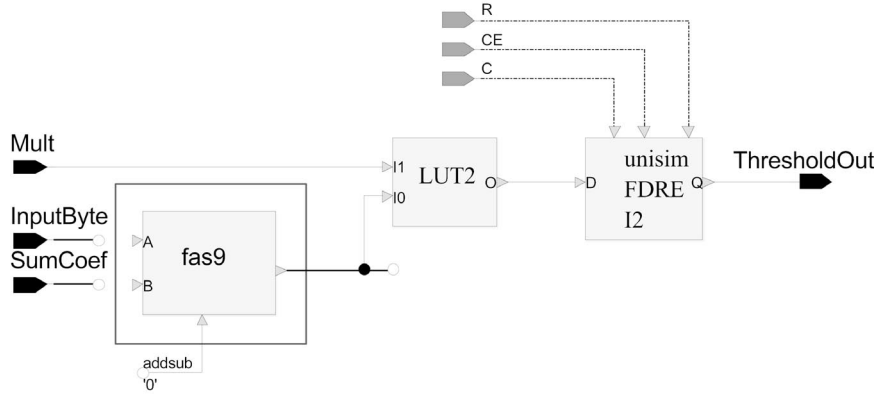 R
CE
C
Mult
I1
LUT2
I0
O
D
unisim
FDRE
I2
Q
ThresholdOut
InputByte
A
fas9
SumCoef
B
addsub
'0'